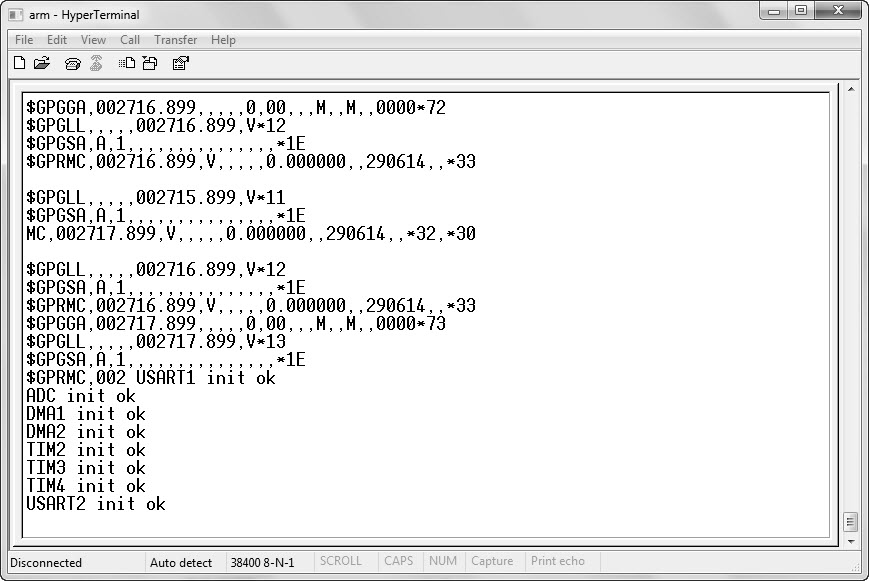 arm - HyperTerminal
File Edit View Call Transfer Help
$GPGGA,002716.899,,,,,0,00,,,M,,M,,0000*72
$GPGLL,,,,,002716.899,V*12
$GPGSA,A,1,,,,,,,,,,,,,,,*1E
$GPRMC,002716.899,V,,,,,0.000000,,290614,,*33
$GPGLL,,,,,002715.899,V*11
$GPGSA,A,1,,,,,,,,,,,,,,,*1E
MC,002717.899,V,,,,,0.000000,,290614,,*32,*30
$GPGLL,,,,,002716.899,V*12
$GPGSA,A,1,,,,,,,,,,,,,,,*1E
$GPRMC,002716.899,V,,,,,0.000000,,290614,,*33
$GPGGA,002717.899,,,,,0,00,,,M,,M,,0000*73
$GPGLL,,,,,002717.899,V*13
$GPGSA,A,1,,,,,,,,,,,,,,,*1E
$GPRMC,002 USART1 init ok
ADC init ok
DMA1 init ok
DMA2 init ok
TIM2 init ok
TIM3 init ok
TIM4 init ok
USART2 init ok
Disconnected Auto detect 38400 8-N-1 SCROLL CAPS NUM Capture Print echo